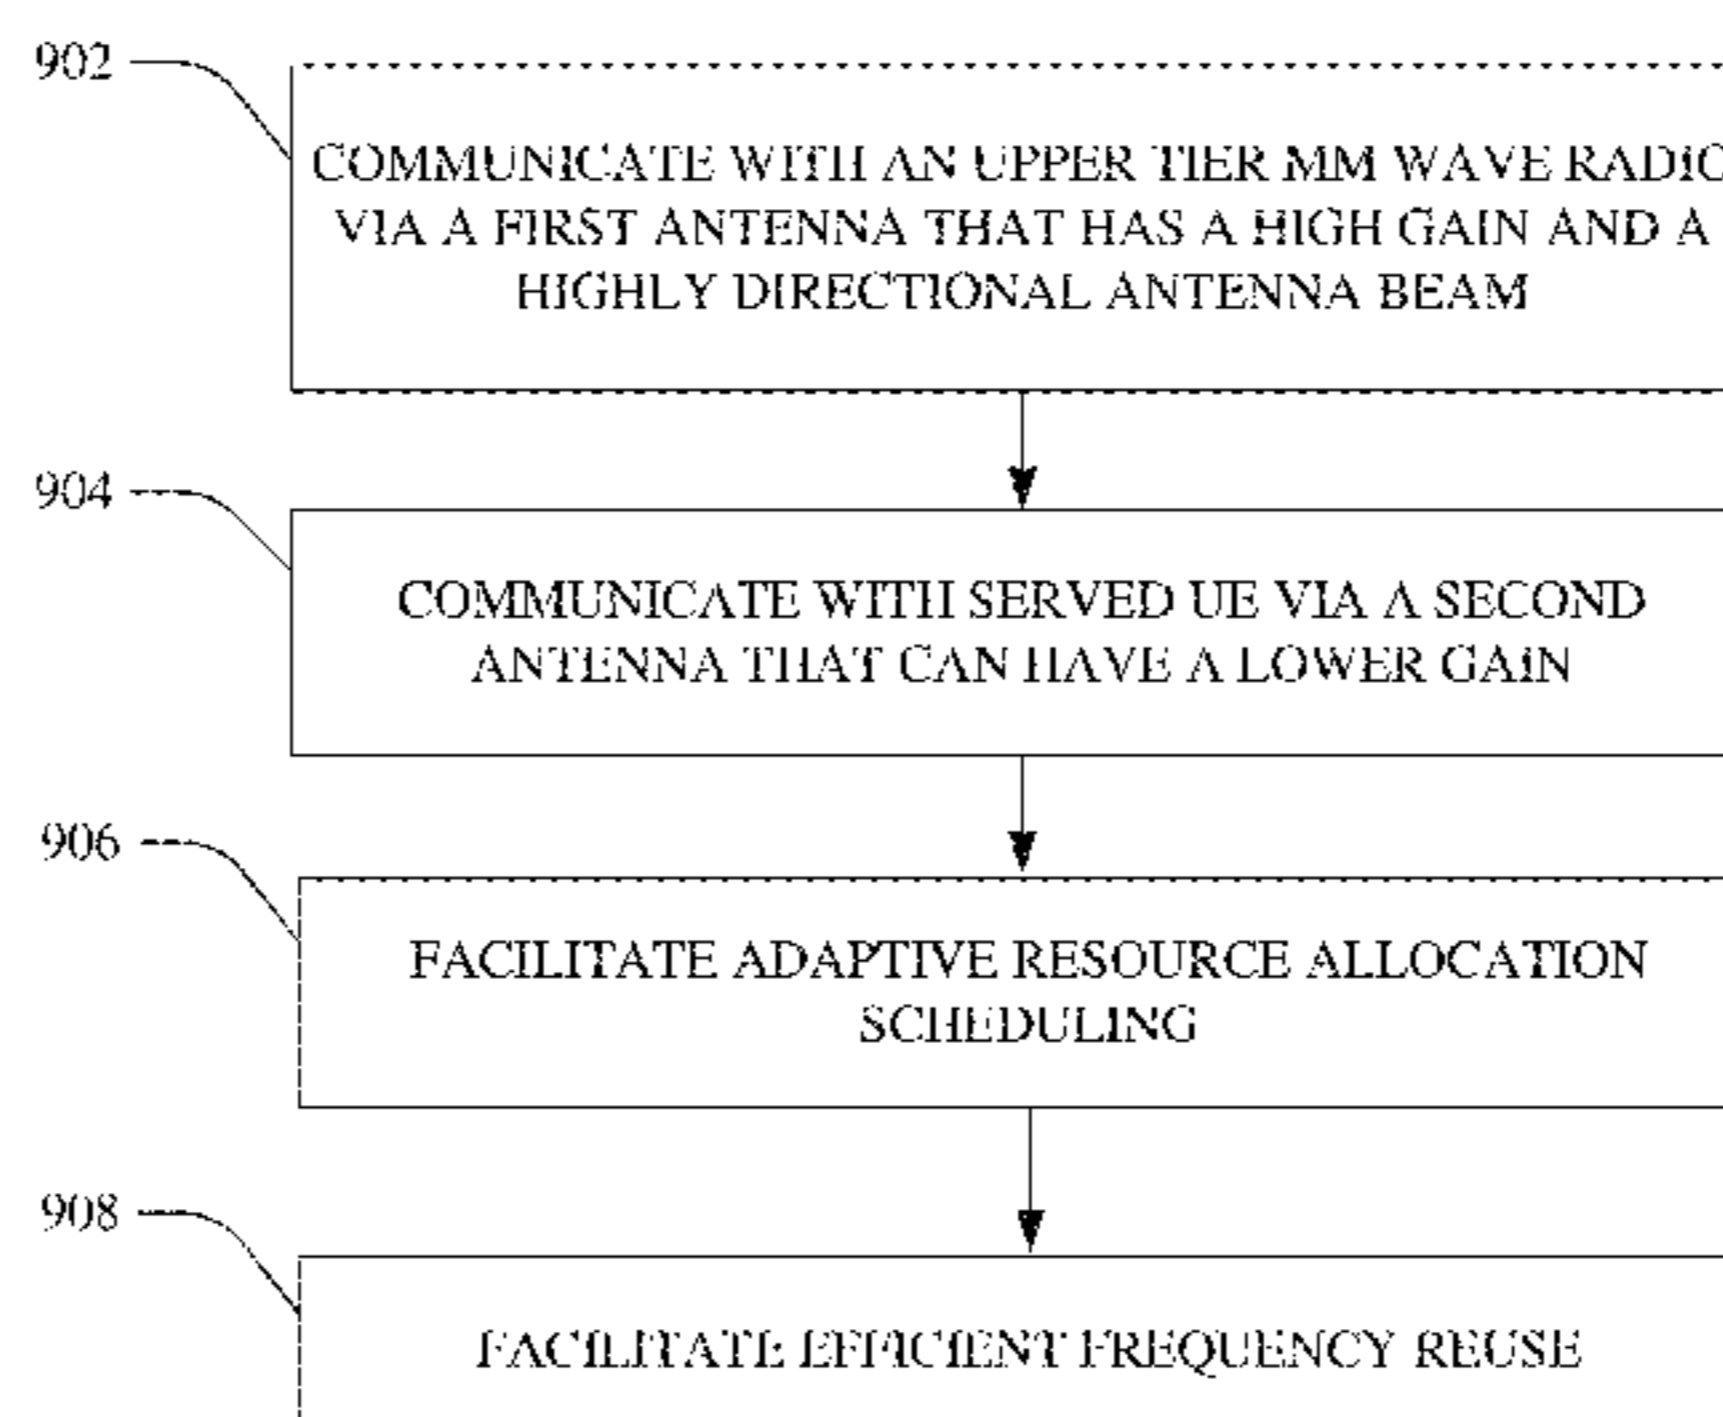 902
COMMUNICATE WITH AN UPPER TIER MM WAVE RADIO
VIA A FIRST ANTENNA THAT HAS A HIGH GAIN AND A
HIGHLY DIRECTIONAL ANTENNA BEAM
904
COMMUNICATE WITH SERVED UE VIA A SECOND
ANTENNA THAT CAN HAVE A LOWER GAIN
906
FACILITATE ADAPTIVE RESOURCE ALLOCATION
SCHEDULING
908
FACILITATE EFFICIENT FREQUENCY REUSE